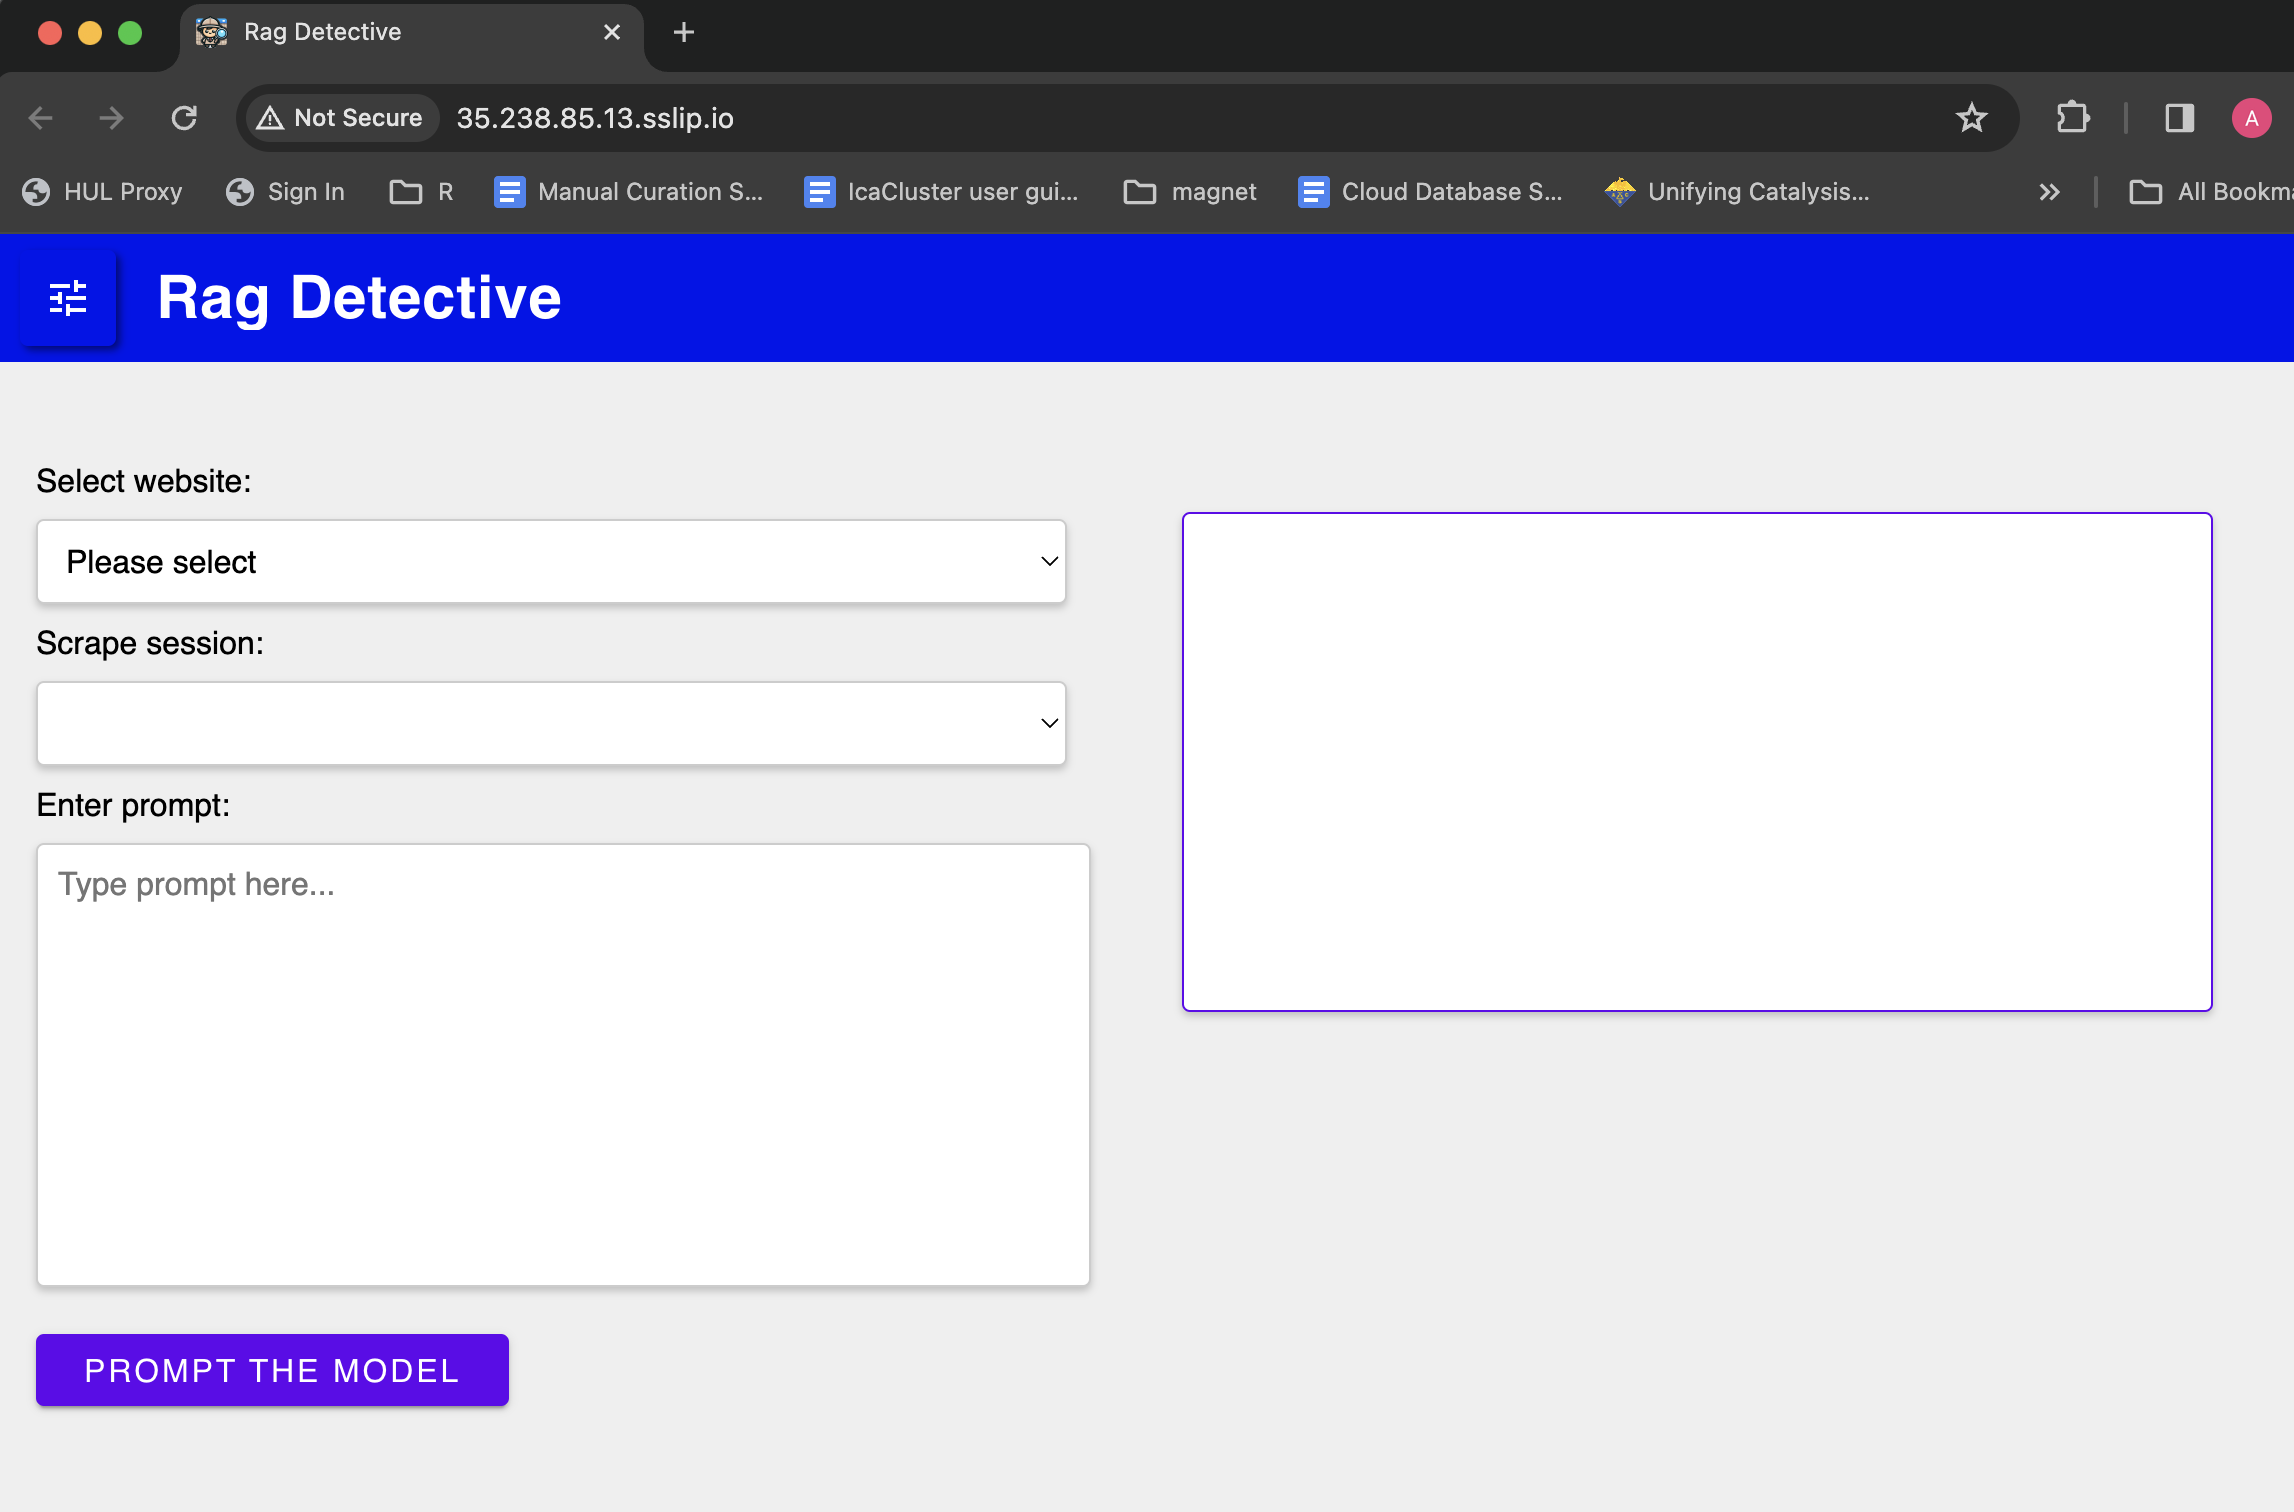 Rag Detective
Not Secure 35.238.85.13.sslip.io A
HUL Proxy Sign In R Manual Curation S... IcaCluster user gui... magnet Cloud Database S... Unifying Catalysis... All Bookma
Rag Detective
Select website:
Please select
Scrape session:
Enter prompt:
Type prompt here...
PROMPT THE MODEL